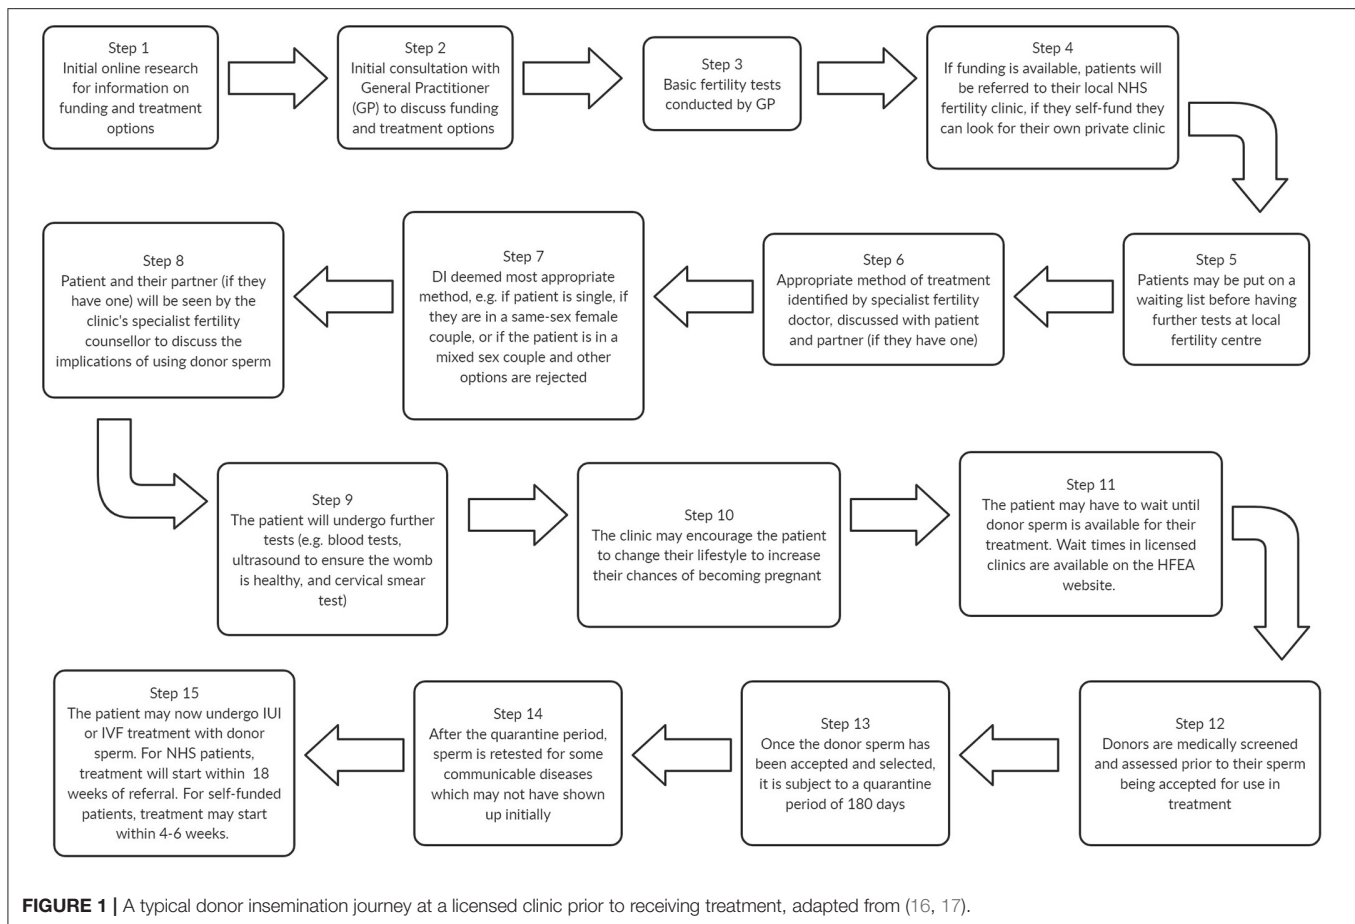 Step 1
Initial online research
for information on
funding and treatment
options
Step 2
Initial consultation with
General Practitioner
(GP) to discuss funding
and treatment options
Step 3
Basic fertility tests
conducted by GP
Step 4
If funding is available, patients will
be referred to their local NHS
fertility clinic, if they self-fund they
can look for their own private clinic
Step 5
Patients may be put on a
waiting list before having
further tests at local
fertility centre
Step 6
Appropriate method of treatment
identified by specialist fertility
doctor, discussed with patient
and partner (if they have one)
Step 7
DI deemed most appropriate
method, e.g. if patient is single, if
they are in a same-sex female
couple, or if the patient is in a
mixed sex couple and other
options are rejected
Step 8
Patient and their partner (if they
have one) will be seen by the
clinic's specialist fertility
counsellor to discuss the
implications of using donor sperm
Step 9
The patient will undergo further
tests (e.g. blood tests,
ultrasound to ensure the womb
is healthy, and cervical smear
test)
Step 10
The clinic may encourage the patient
to change their lifestyle to increase
their chances of becoming pregnant
Step 11
The patient may have to wait until
donor sperm is available for their
treatment. Wait times in licensed
clinics are available on the HFEA
website.
Step 12
Donors are medically screened
and assessed prior to their sperm
being accepted for use in
treatment
Step 13
Once the donor sperm has
been accepted and selected,
it is subject to a quarantine
period of 180 days
Step 14
After the quarantine period,
sperm is retested for some
communicable diseases
which may not have shown
up initially
Step 15
The patient may now undergo IUI
or IVF treatment with donor
sperm. For NHS patients,
treatment will start within 18
weeks of referral. For self-funded
patients, treatment may start
within 4-6 weeks.
FIGURE 1 | A typical donor insemination journey at a licensed clinic prior to receiving treatment, adapted from (16, 17).